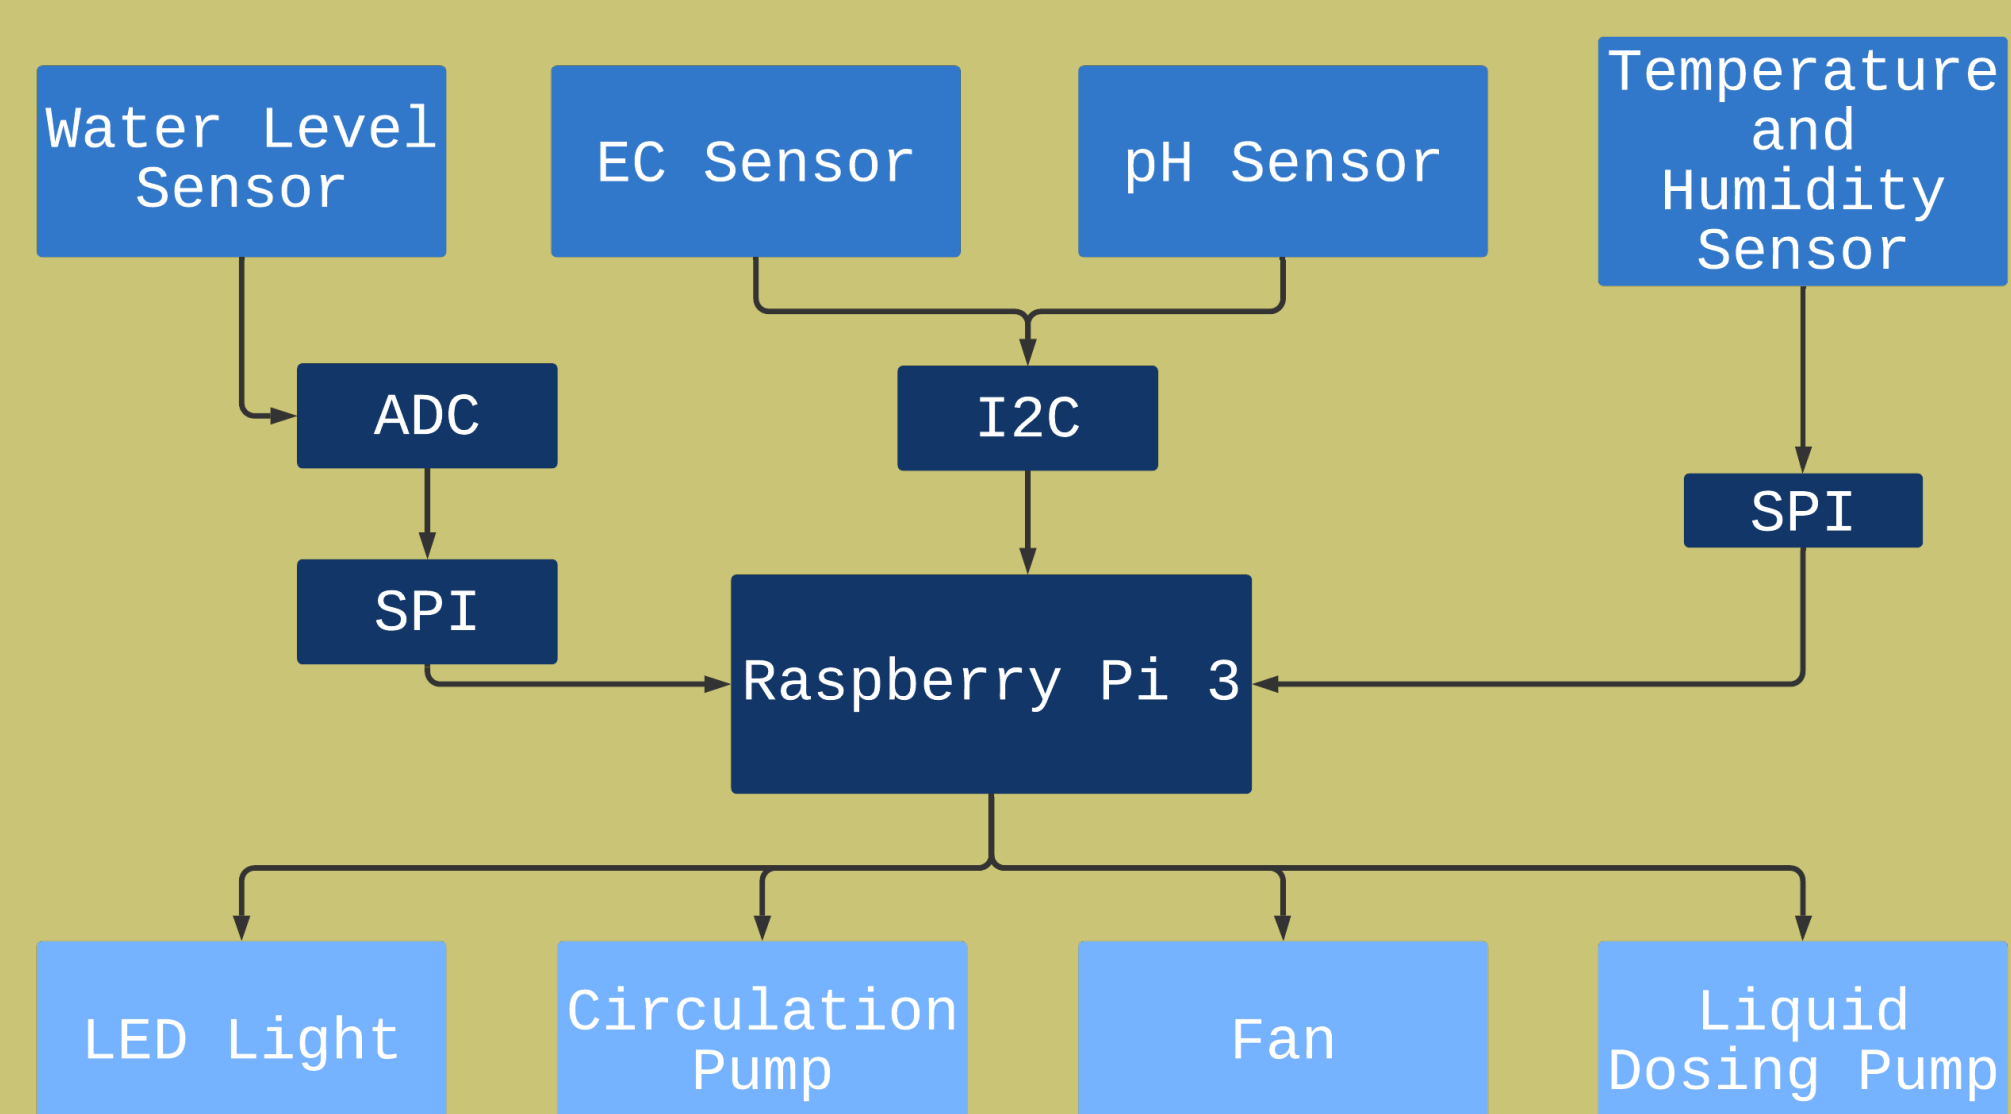 Water Level
Sensor
EC Sensor
pH Sensor
Temperature
and
Humidity
Sensor
ADC
I2C
SPI
SPI
Raspberry Pi 3
LED Light
Circulation
Pump
Fan
Liquid
Dosing Pump